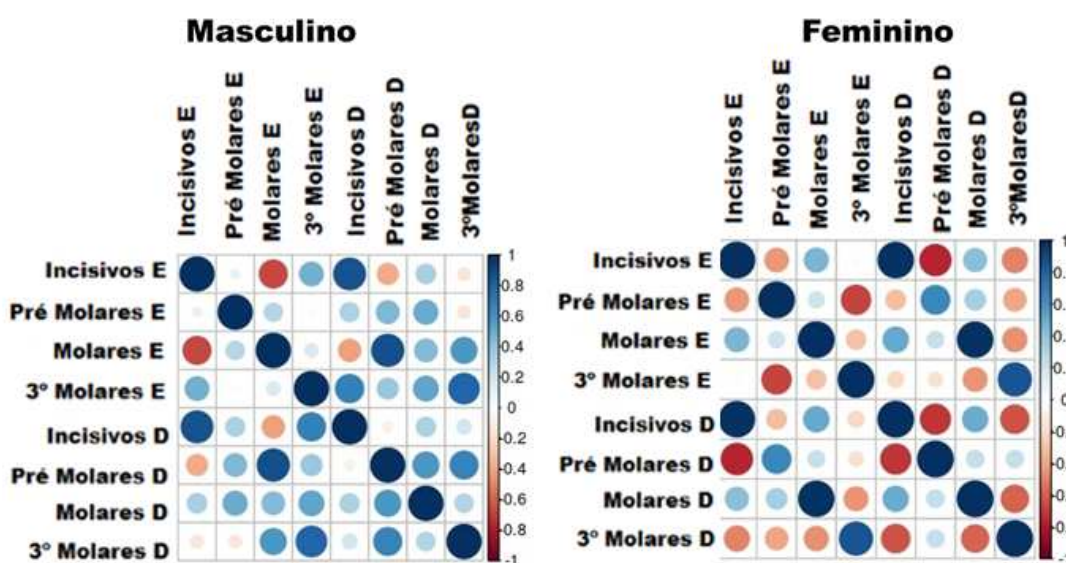 Masculino
Incisivos E
Pré Molares E
Molares E
3º Molares E
Incisivos D
Pré Molares D
Molares D
3ºMolaresD
Incisivos E
Pré Molares E
Molares E
3º Molares E
Incisivos D
Pré Molares D
Molares D
3º Molares D
1
0.8
0.6
0.4
0.2
0
-0.2
-0.4
-0.6
-0.8
-1
Feminino
Incisivos E
Pré Molares E
Molares E
3º Molares E
Incisivos D
Pré Molares D
Molares D
3ºMolaresD
Incisivos E
Pré Molares E
Molares E
3º Molares E
Incisivos D
Pré Molares D
Molares D
3º Molares D